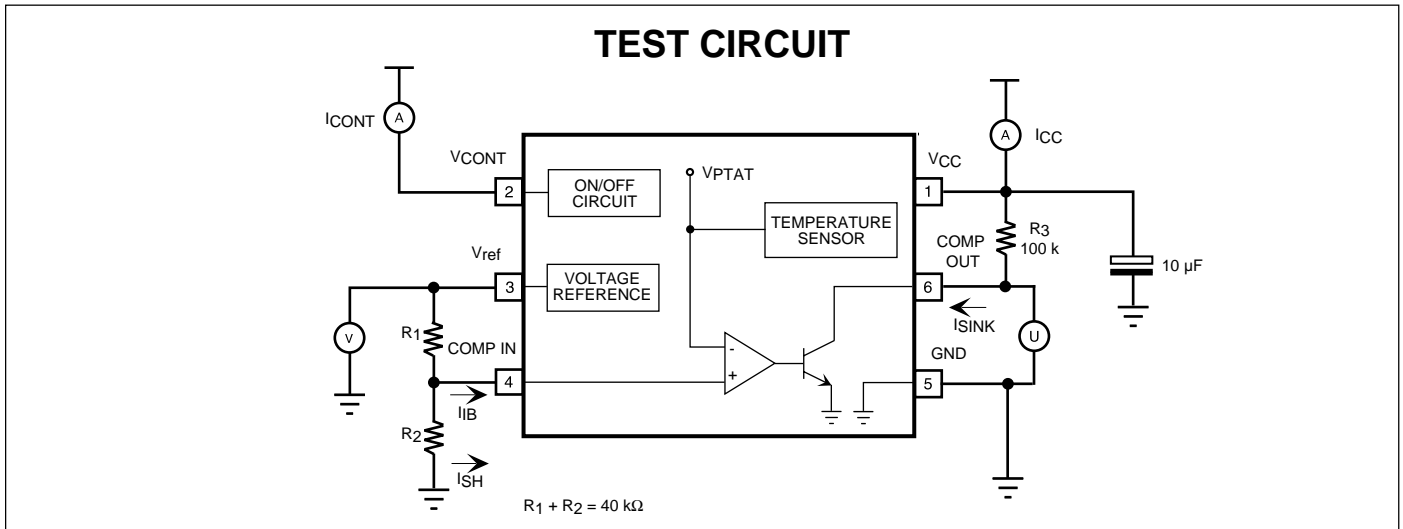 TEST CIRCUIT
ICONT
A
A
ICC
VCONT
VCC
VPTAT
2
ON/OFF
CIRCUIT
1
TEMPERATURE
SENSOR
R3
100 k
COMP
OUT
Vref
3
VOLTAGE
REFERENCE
10 µF
6
ISINK
V
R1
COMP IN
U
GND
-
+
4
5
IIB
R2
ISH
R1 + R2 = 40 kΩ